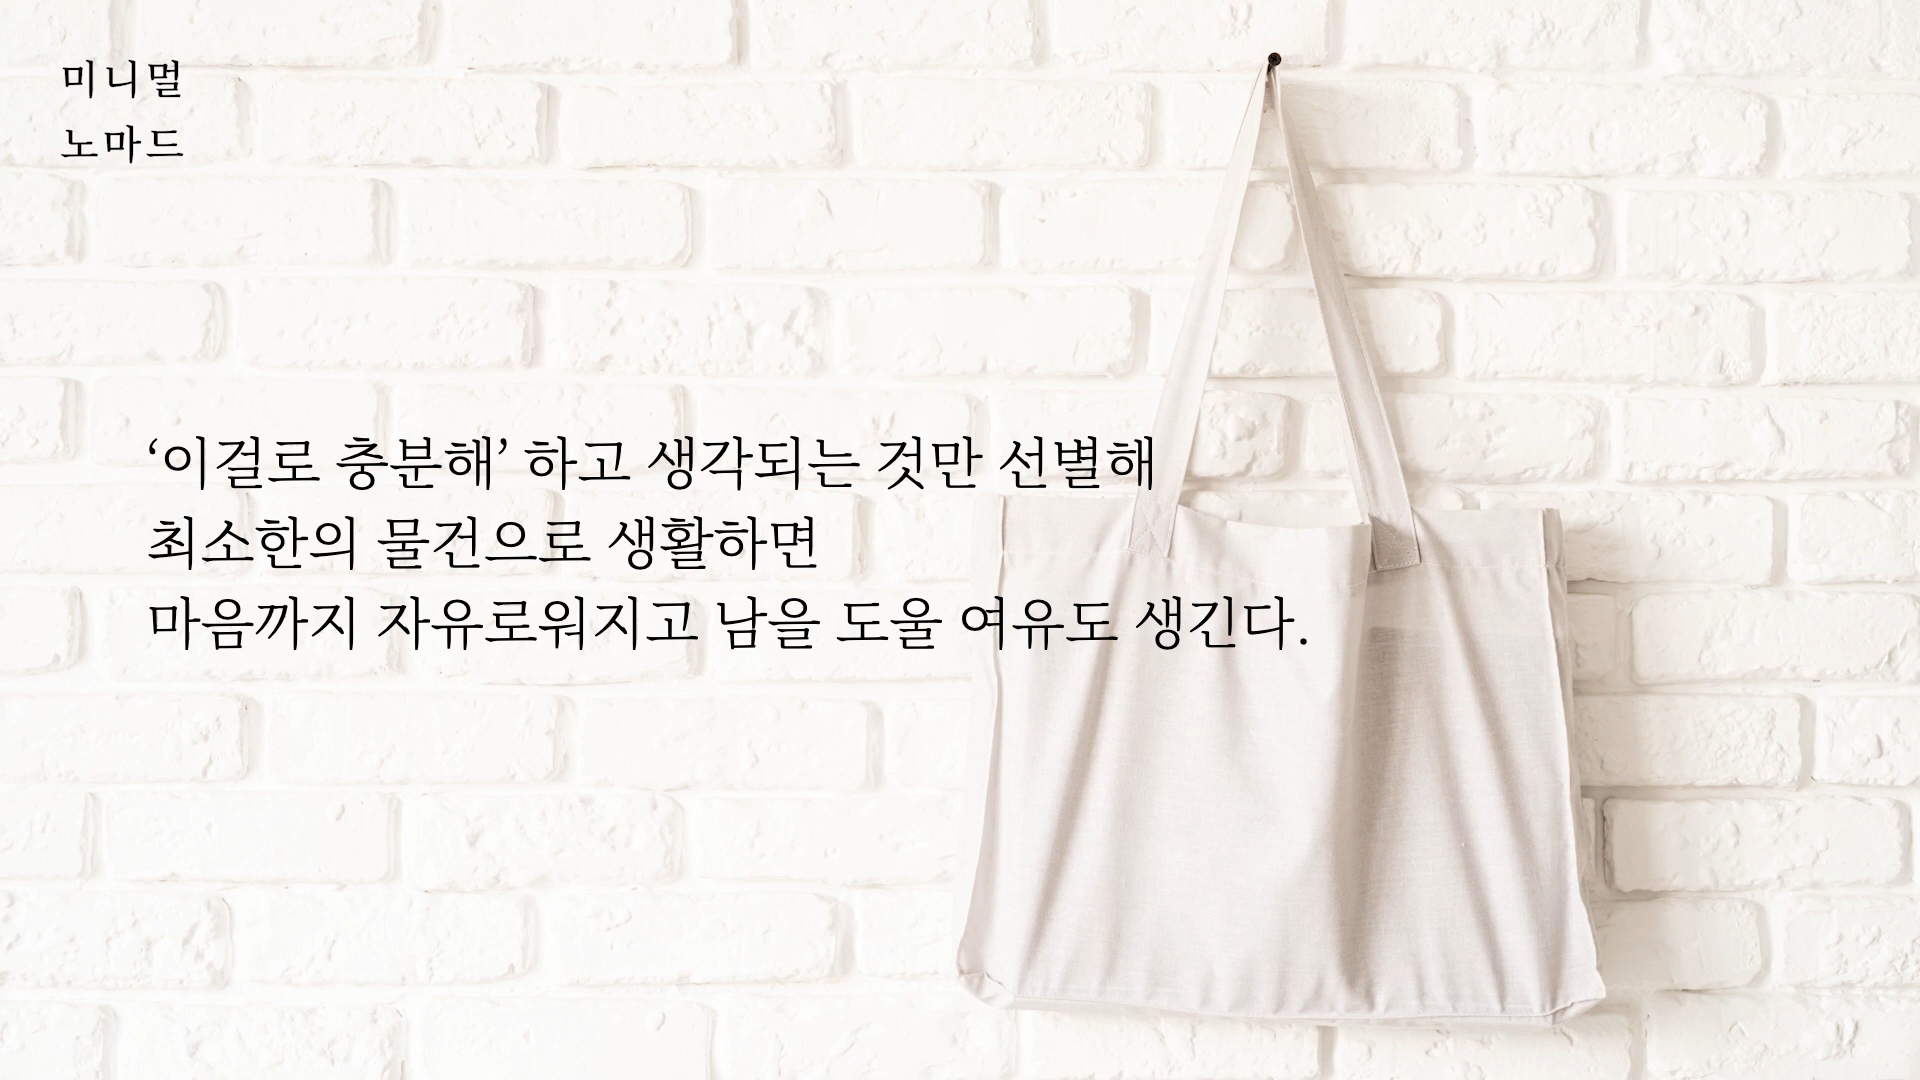 미니멀
노마드
‘이걸로 충분해’ 하고 생각되는 것만 선별해
최소한의 물건으로 생활하면
마음까지 자유로워지고 남을 도울 여유도 생긴다.